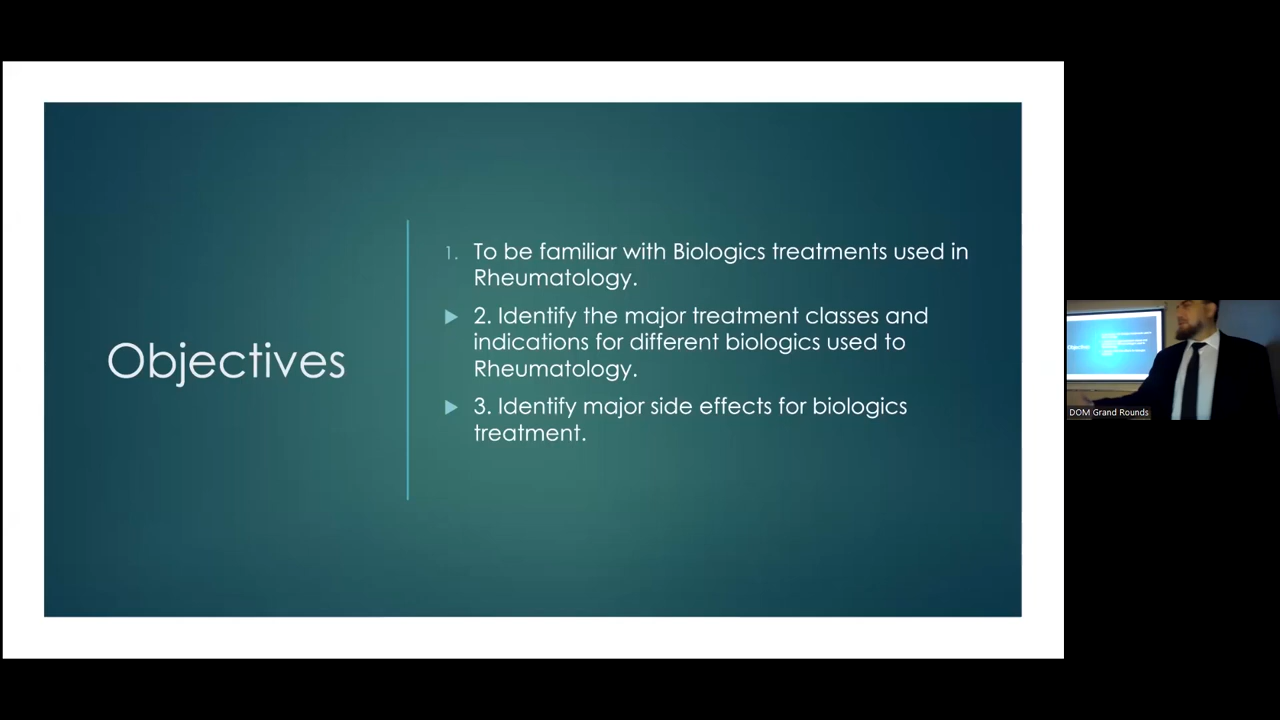 Objectives
1. To be familiar with Biologics treatments used in
Rheumatology.
2. Identify the major treatment classes and
indications for different biologics used to
Rheumatology.
3. Identify major side effects for biologics
treatment.
DOM Grand Rounds